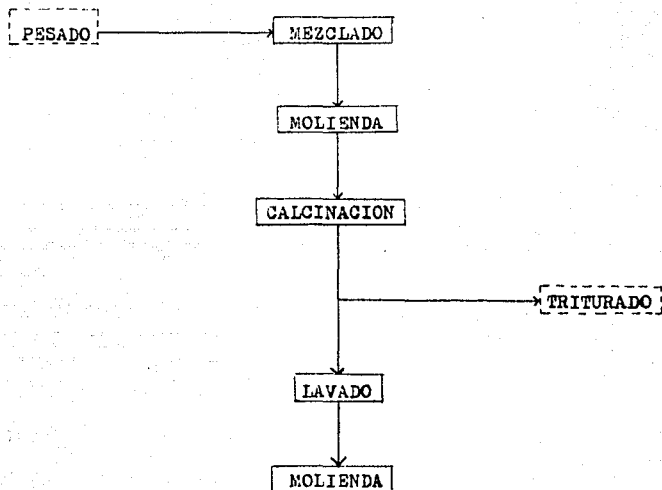 PESADO
MEZCLADO
MOLIENDA
CALCINACION
TRITURADO
LAVADO
MOLIENDA